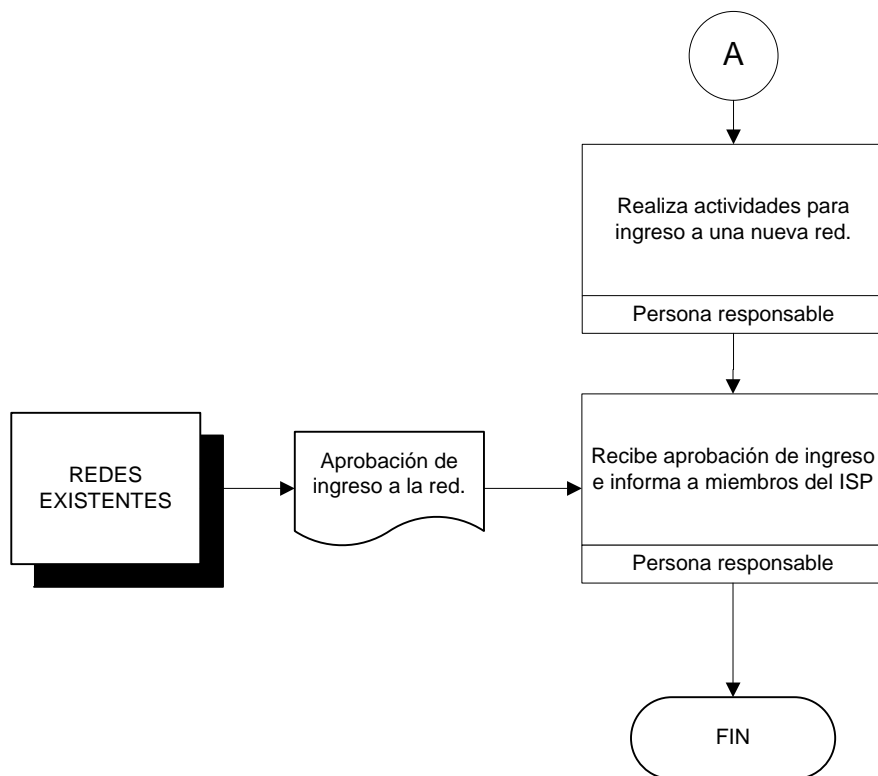 A
Realiza actividades para
ingreso a una nueva red.
Persona responsable
REDES
EXISTENTES
Aprobación de
ingreso a la red.
Recibe aprobación de ingreso
e informa a miembros del ISP
Persona responsable
FIN